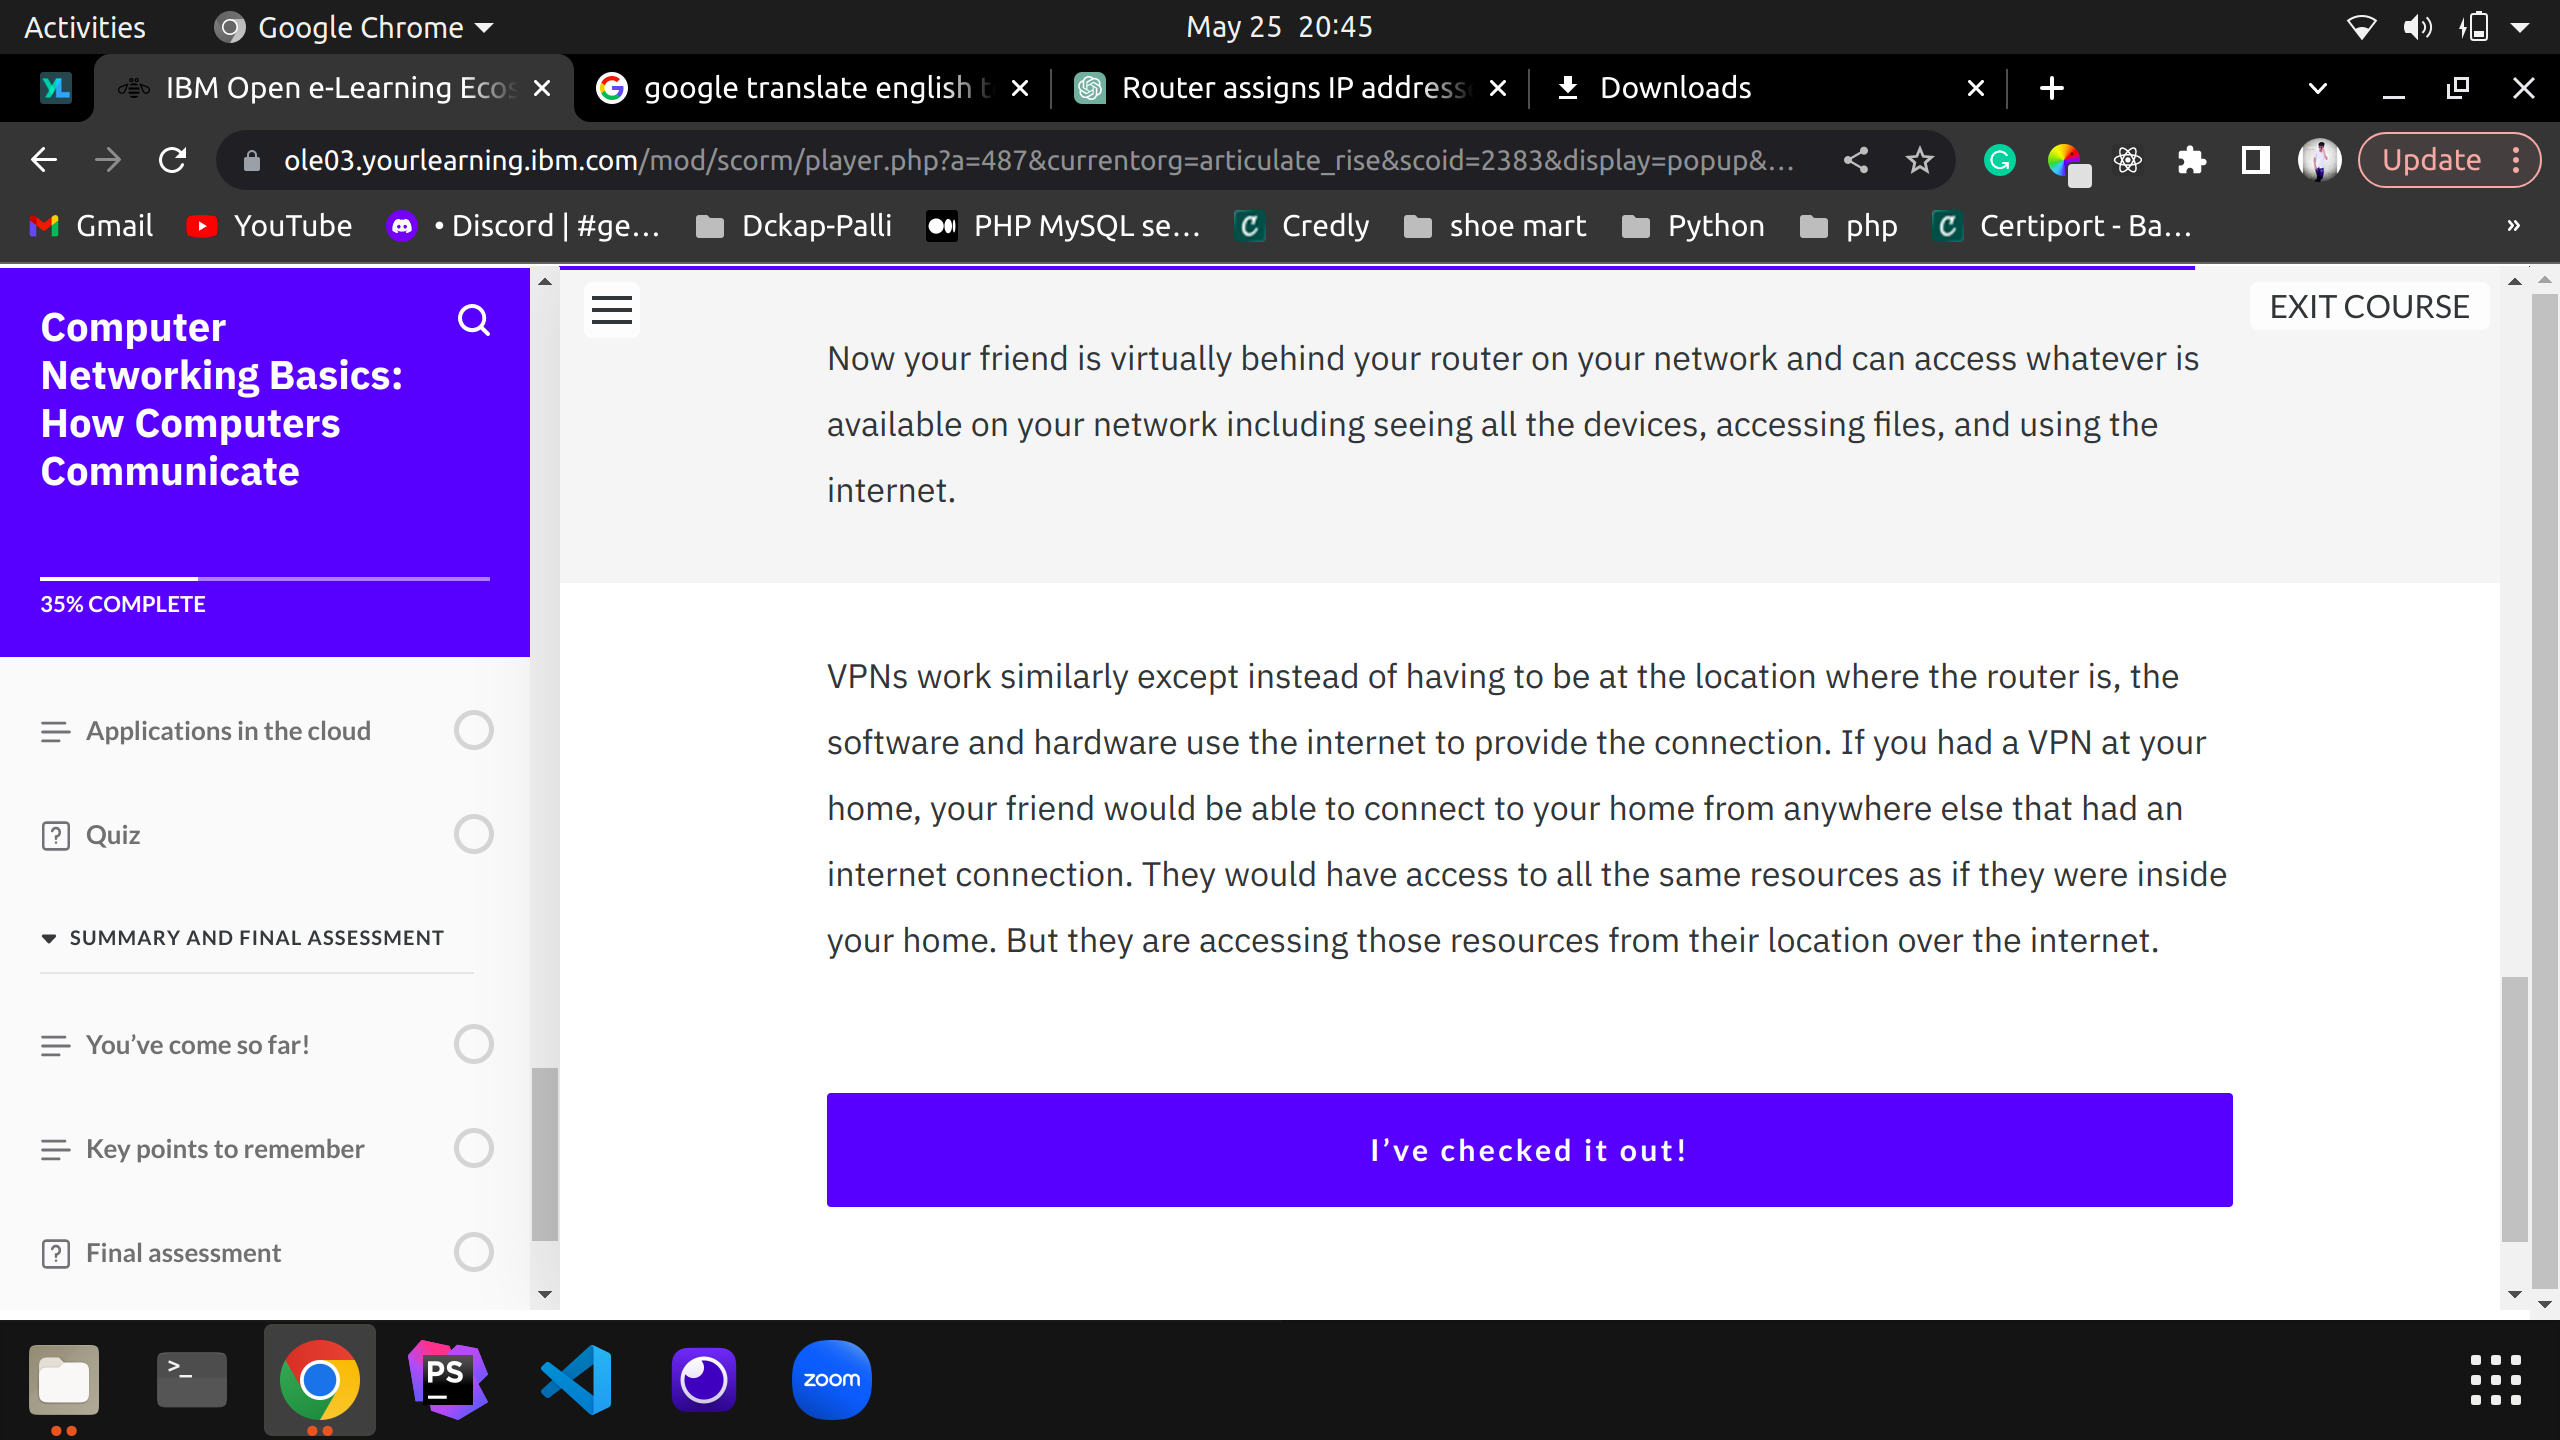 Activities
Google Chrome
May 25 20:45
YL
IBM Open e-Learning Ecos
google translate english t
Router assigns IP addresse
Downloads
ole03.yourlearning.ibm.com/mod/scorm/player.php?a=487&currentorg=articulate_rise&scoid=2383&display=popup&...
Update
Gmail
YouTube
• Discord | #ge...
Dckap-Palli
PHP MySQL se...
Credly
shoe mart
Python
php
Certiport - Ba...
»
Computer
Networking Basics:
How Computers
Communicate
35% COMPLETE
Applications in the cloud
Quiz
SUMMARY AND FINAL ASSESSMENT
You’ve come so far!
Key points to remember
Final assessment
EXIT COURSE
Now your friend is virtually behind your router on your network and can access whatever is
available on your network including seeing all the devices, accessing files, and using the
internet.
VPNs work similarly except instead of having to be at the location where the router is, the
software and hardware use the internet to provide the connection. If you had a VPN at your
home, your friend would be able to connect to your home from anywhere else that had an
internet connection. They would have access to all the same resources as if they were inside
your home. But they are accessing those resources from their location over the internet.
I’ve checked it out!
>_
PS
zoom